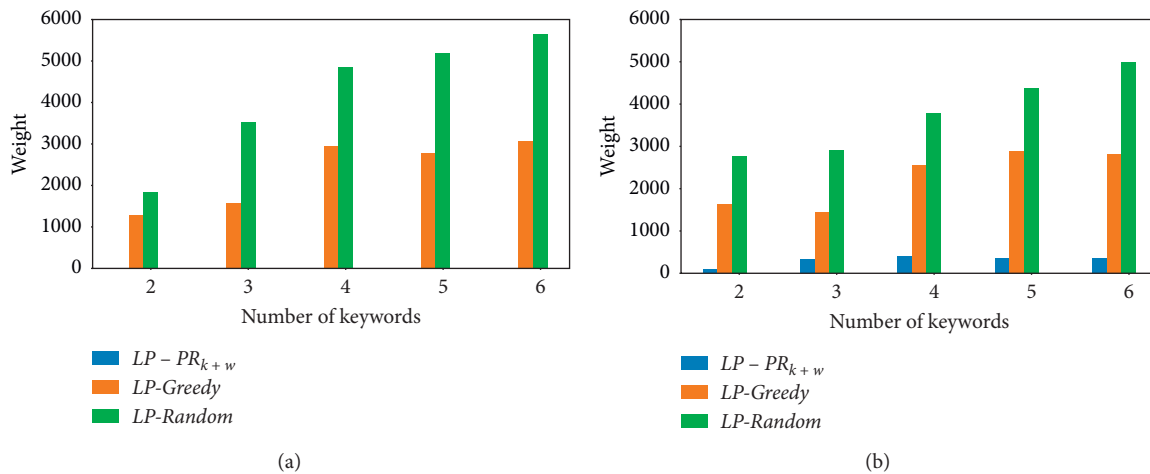 6000
5000
4000
3000
2000
1000
0
Weight
2 3 4 5 6
Number of keywords
LP – PRk + w
LP-Greedy
LP-Random
(a)
6000
5000
4000
3000
2000
1000
0
Weight
2 3 4 5 6
Number of keywords
LP – PRk + w
LP-Greedy
LP-Random
(b)